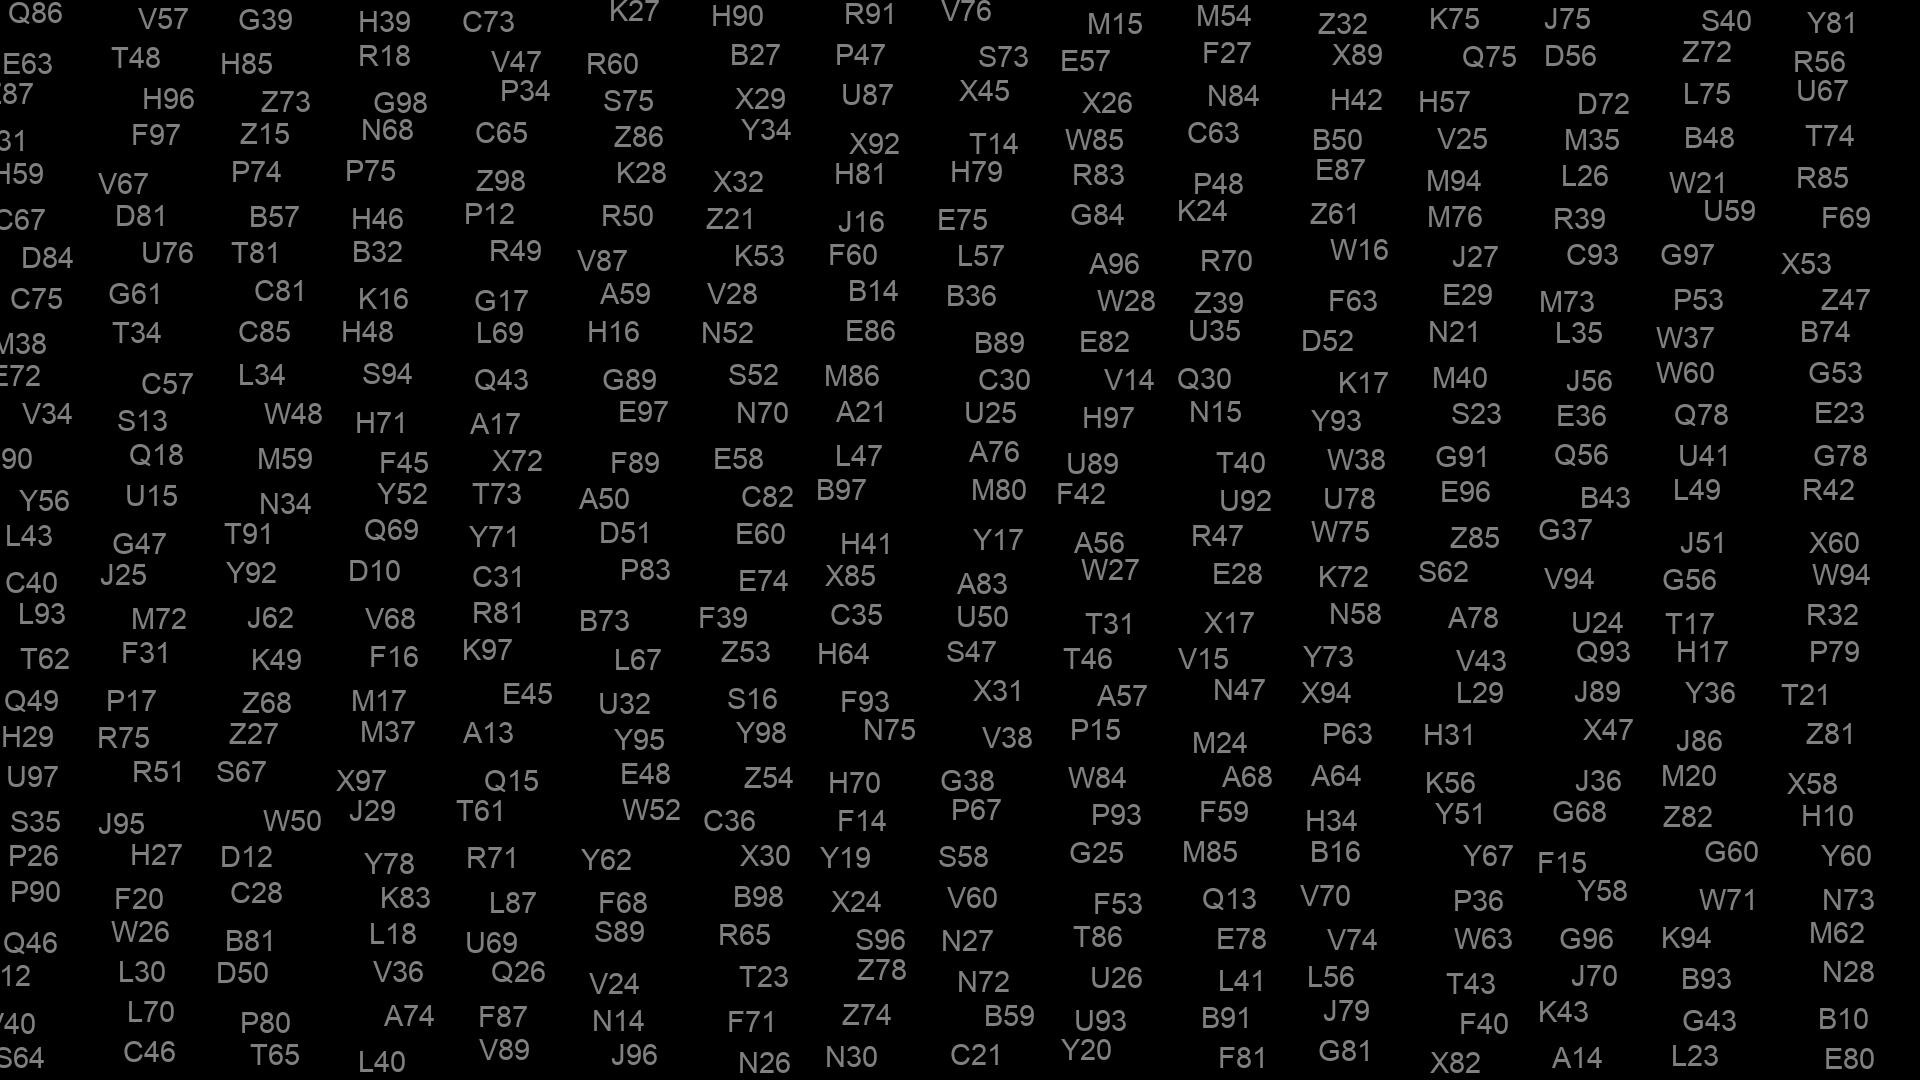 Q86 V57 G39 H39 C73 K27 H90 R91 V76 M15 M54 Z32 K75 J75 S40 Y81
E63 T48 H85 R18 V47 R60 B27 P47 S73 E57 F27 X89 Q75 D56 Z72 R56
87 H96 Z73 G98 P34 S75 X29 U87 X45 X26 N84 H42 H57 D72 L75 U67
31 F97 Z15 N68 C65 Z86 Y34 X92 T14 W85 C63 B50 V25 M35 B48 T74
H59 V67 P74 P75 Z98 K28 X32 H81 H79 R83 P48 E87 M94 L26 W21 R85
C67 D81 B57 H46 P12 R50 Z21 J16 E75 G84 K24 Z61 M76 R39 U59 F69
D84 U76 T81 B32 R49 V87 K53 F60 L57 A96 R70 W16 J27 C93 G97 X53
C75 G61 C81 K16 G17 A59 V28 B14 B36 W28 Z39 F63 E29 M73 P53 Z47
M38 T34 C85 H48 L69 H16 N52 E86 B89 E82 U35 D52 N21 L35 W37 B74
E72 C57 L34 S94 Q43 G89 S52 M86 C30 V14 Q30 K17 M40 J56 W60 G53
V34 S13 W48 H71 A17 E97 N70 A21 U25 H97 N15 Y93 S23 E36 Q78 E23
90 Q18 M59 F45 X72 F89 E58 L47 A76 U89 T40 W38 G91 Q56 U41 G78
Y56 U15 N34 Y52 T73 A50 C82 B97 M80 F42 U92 U78 E96 B43 L49 R42
L43 G47 T91 Q69 Y71 D51 E60 H41 Y17 A56 R47 W75 Z85 G37 J51 X60
C40 J25 Y92 D10 C31 P83 E74 X85 A83 W27 E28 K72 S62 V94 G56 W94
L93 M72 J62 V68 R81 B73 F39 C35 U50 T31 X17 N58 A78 U24 T17 R32
T62 F31 K49 F16 K97 L67 Z53 H64 S47 T46 V15 Y73 V43 Q93 H17 P79
Q49 P17 Z68 M17 E45 U32 S16 F93 X31 A57 N47 X94 L29 J89 Y36 T21
H29 R75 Z27 M37 A13 Y95 Y98 N75 V38 P15 M24 P63 H31 X47 J86 Z81
U97 R51 S67 X97 Q15 E48 Z54 H70 G38 W84 A68 A64 K56 J36 M20 X58
S35 J95 W50 J29 T61 W52 C36 F14 P67 P93 F59 H34 Y51 G68 Z82 H10
P26 H27 D12 Y78 R71 Y62 X30 Y19 S58 G25 M85 B16 Y67 F15 G60 Y60
P90 F20 C28 K83 L87 F68 B98 X24 V60 F53 Q13 V70 P36 Y58 W71 N73
Q46 W26 B81 L18 U69 S89 R65 S96 N27 T86 E78 V74 W63 G96 K94 M62
12 L30 D50 V36 Q26 V24 T23 Z78 N72 U26 L41 L56 T43 J70 B93 N28
40 L70 P80 A74 F87 N14 F71 Z74 B59 U93 B91 J79 F40 K43 G43 B10
S64 C46 T65 L40 V89 J96 N26 N30 C21 Y20 F81 G81 X82 A14 L23 E80